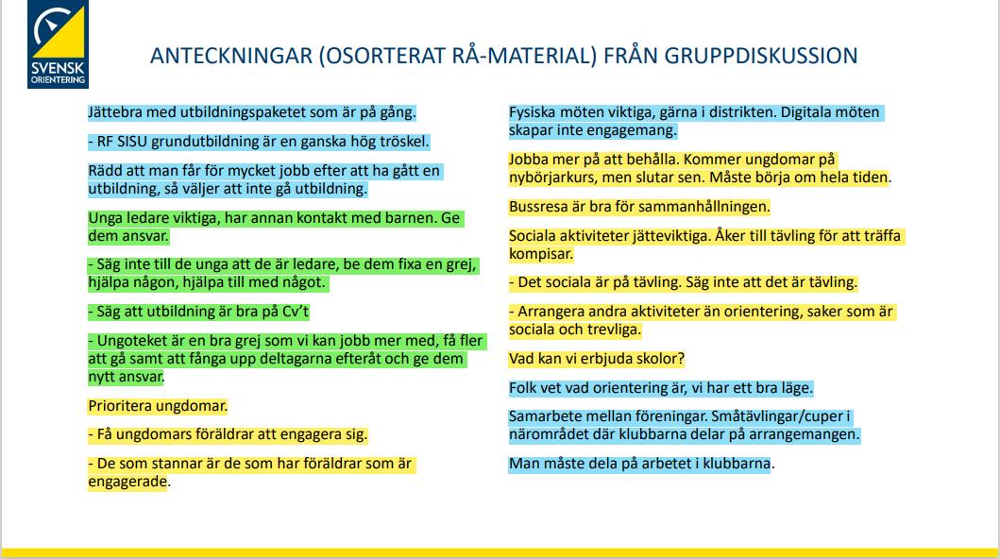 SVENSK
ORIENTERING
ANTECKNINGAR (OSORTERAT RÅ-MATERIAL) FRÅN GRUPPDISKUSSION
Jättebra med utbildningspaketet som är på gång.
- RF SISU grundutbildning är en ganska hög tröskel.
Rädd att man får för mycket jobb efter att ha gått en
utbildning, så väljer att inte gå utbildning.
Unga ledare viktiga, har annan kontakt med barnen. Ge
dem ansvar.
- Säg inte till de unga att de är ledare, be dem fixa en grej,
hjälpa någon, hjälpa till med något.
- Säg att utbildning är bra på Cv’t
- Ungoteket är en bra grej som vi kan jobb mer med, få fler
att gå samt att fånga upp deltagarna efteråt och ge dem
nytt ansvar.
Prioritera ungdomar.
- Få ungdomars föräldrar att engagera sig.
- De som stannar är de som har föräldrar som är
engagerade.
Fysiska möten viktiga, gärna i distrikten. Digitala möten
skapar inte engagemang.
Jobba mer på att behålla. Kommer ungdomar på
nybörjarkurs, men slutar sen. Måste börja om hela tiden.
Bussresa är bra för sammanhållningen.
Sociala aktiviteter jätteviktiga. Åker till tävling för att träffa
kompisar.
- Det sociala är på tävling. Säg inte att det är tävling.
- Arrangera andra aktiviteter än orientering, saker som är
sociala och trevliga.
Vad kan vi erbjuda skolor?
Folk vet vad orientering är, vi har ett bra läge.
Samarbete mellan föreningar. Småtävlingar/cuper i
närområdet där klubbarna delar på arrangemangen.
Man måste dela på arbetet i klubbarna.